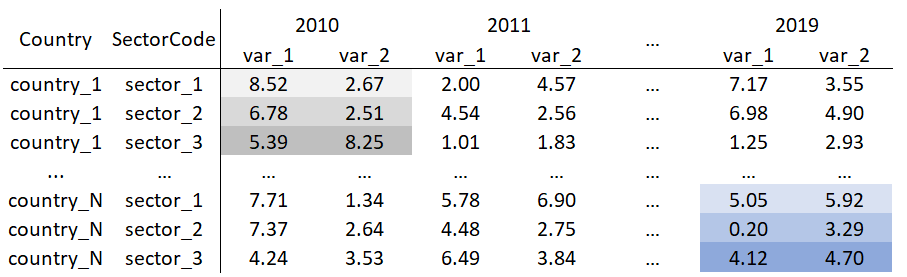 2010 2011 2019
Country SectorCode ...
var_1 var_2 var_1 var_2 var_1 var_2
country_1 sector_1 8.52 2.67 2.00 4.57 ... 7.17 3.55
country_1 sector_2 6.78 2.51 4.54 2.56 ... 6.98 4.90
country_1 sector_3 5.39 8.25 1.01 1.83 ... 1.25 2.93
... ... ... ... ... ... ... ... ...
country_N sector_1 7.71 1.34 5.78 6.90 ... 5.05 5.92
country_N sector_2 7.37 2.64 4.48 2.75 ... 0.20 3.29
country_N sector_3 4.24 3.53 6.49 3.84 ... 4.12 4.70